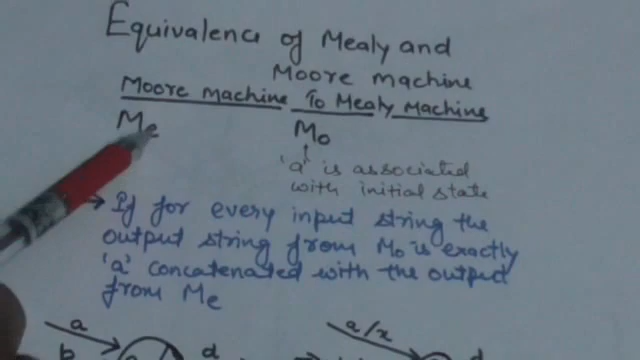 Equivalence of Mealy and
Moore machine
Moore machine To Mealy Machine
Me Mo
'a' is associated
with initial state
→ If for every input string the
output string from Mo is exactly
'a' concatenated with the output
from Me
a a/x
b d d